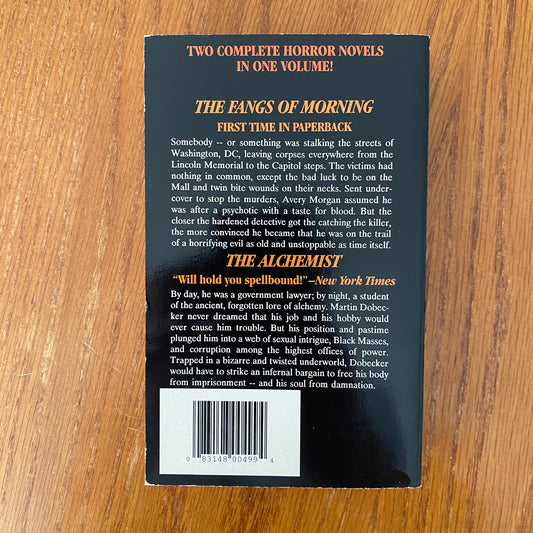 TWO COMPLETE HORROR NOVELS
IN ONE VOLUME!
THE FANGS OF MORNING
FIRST TIME IN PAPERBACK
Somebody -- or something was stalking the streets of
Washington, DC, leaving corpses everywhere from the
Lincoln Memorial to the Capitol steps. The victims had
nothing in common, except the bad luck to be on the
Mall and twin bite wounds on their necks. Sent under-
cover to stop the murders, Avery Morgan assumed he
was after a psychotic with a taste for blood. But the
closer the hardened detective got the catching the killer,
the more convinced he became that he was on the trail
of a horrifying evil as old and unstoppable as time itself.
THE ALCHEMIST
"Will hold you spellbound!"–New York Times
By day, he was a government lawyer; by night, a student
of the ancient, forgotten lore of alchemy. Martin Dobec-
ker never dreamed that his job and his hobby would
ever cause him trouble. But his position and pastime
plunged him into a web of sexual intrigue, Black Masses,
and corruption among the highest offices of power.
Trapped in a bizarre and twisted underworld, Dobecker
would have to strike an infernal bargain to free his body
from imprisonment -- and his soul from damnation.
0 83148 00499 4